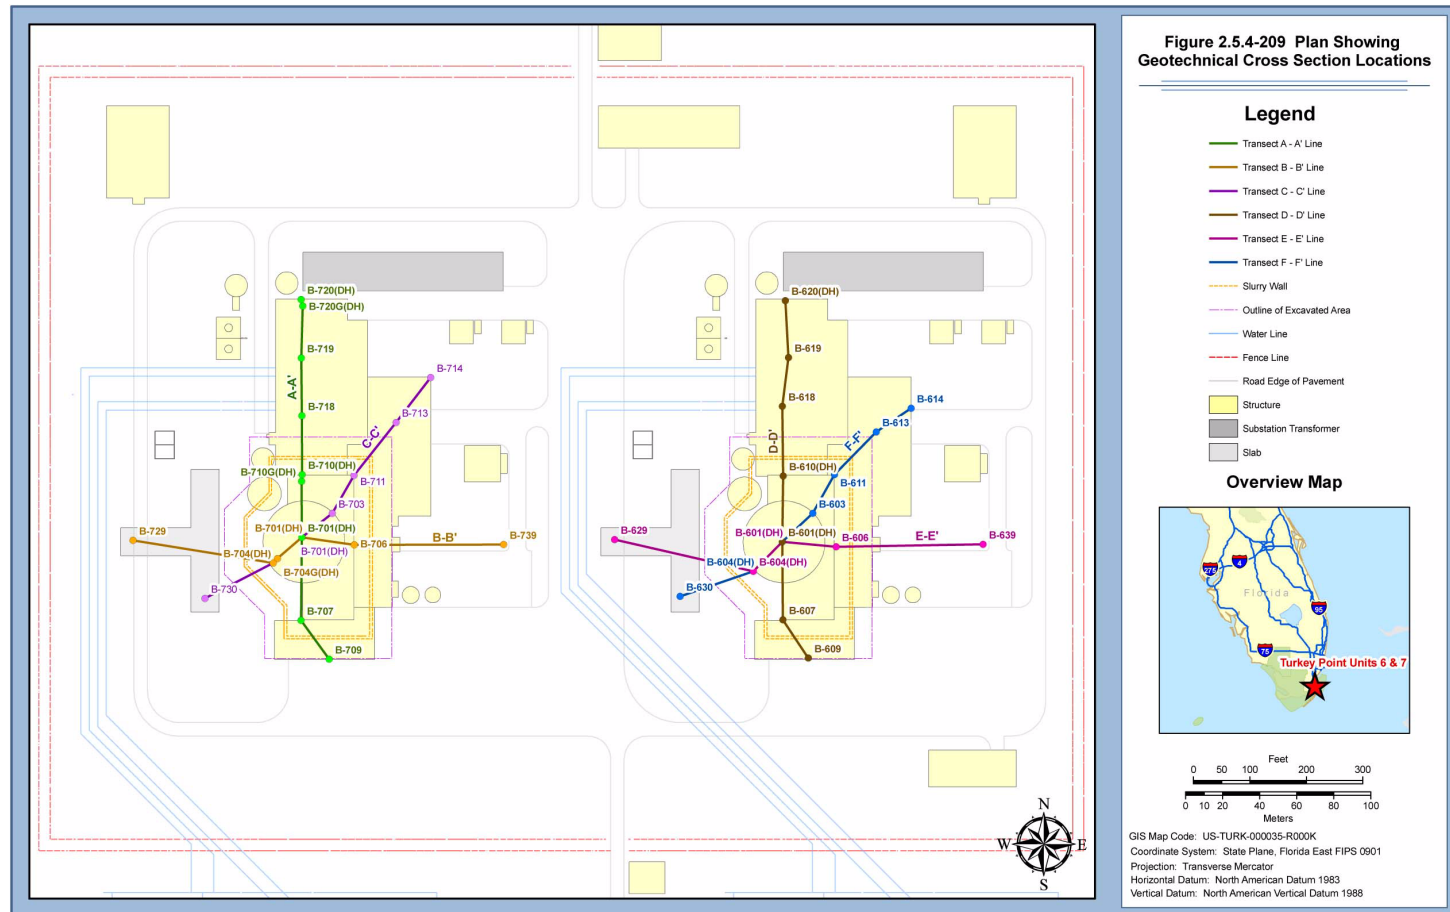 Figure 2.5.4-209 Plan Showing
Geotechnical Cross Section Locations
Legend
Transect A - A' Line
Transect B - B' Line
Transect C - C' Line
Transect D - D' Line
Transect E - E' Line
Transect F - F' Line
Slurry Wall
Outline of Excavated Area
Water Line
Fence Line
Road Edge of Pavement
Structure
Substation Transformer
Slab
Overview Map
275
4
Florida
95
75
Turkey Point Units 6 & 7
Feet
0 50 100 200 300
0 10 20 40 60 80 100
Meters
GIS Map Code: US-TURK-000035-R000K
Coordinate System: State Plane, Florida East FIPS 0901
Projection: Transverse Mercator
Horizontal Datum: North American Datum 1983
Vertical Datum: North American Vertical Datum 1988
B-720(DH)
B-720G(DH)
B-719
A-A'
B-714
B-718
B-713
C-C'
B-710(DH)
B-710G(DH)
B-711
B-703
B-701(DH)
B-701(DH)
B-701(DH)
B-729
B-706
B-B'
B-739
B-704(DH)
B-704G(DH)
B-730
B-707
B-709
B-620(DH)
B-619
B-618
B-614
B-613
D-D'
F-F'
B-610(DH)
B-611
B-603
B-601(DH)
B-601(DH)
B-629
B-606
E-E'
B-639
B-604(DH)
B-604(DH)
B-630
B-607
B-609
N
W
E
S